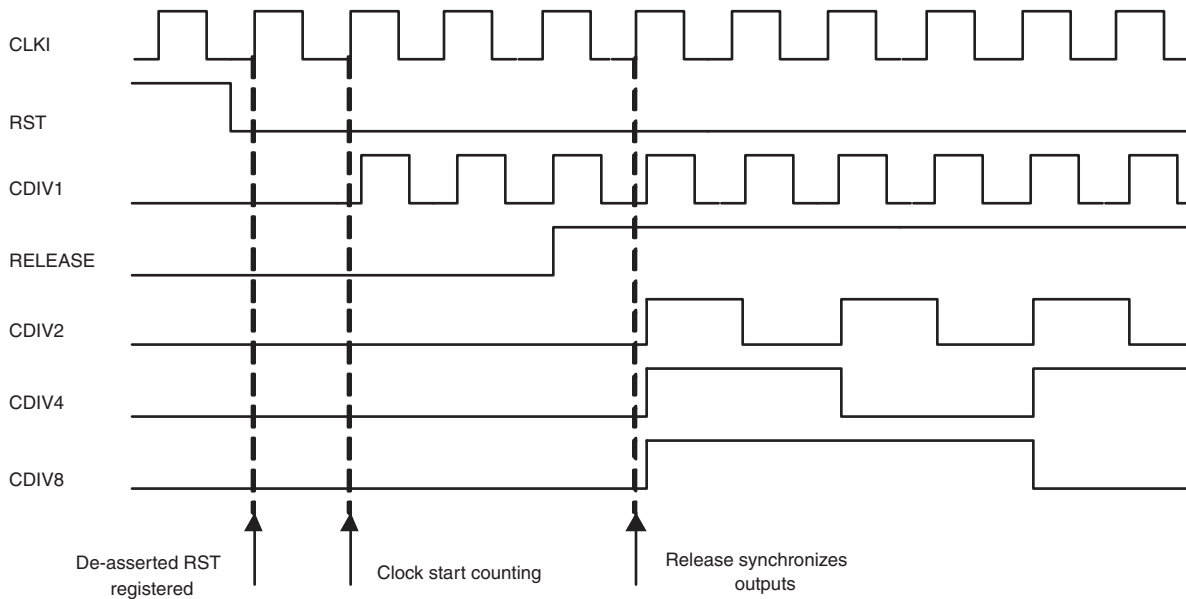 CLKI
RST
CDIV1
RELEASE
CDIV2
CDIV4
CDIV8
De-asserted RST
registered
Clock start counting
Release synchronizes
outputs